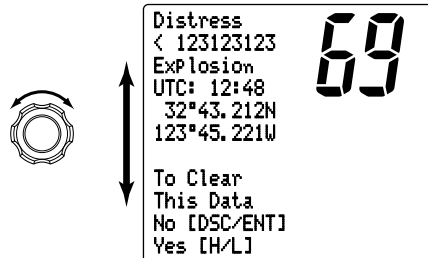 Distress
< 123123123
Explosion
UTC: 12:48
32°43.212N
123°45.221W
69
To Clear
This Data
No [DSC/ENT]
Yes [H/L]